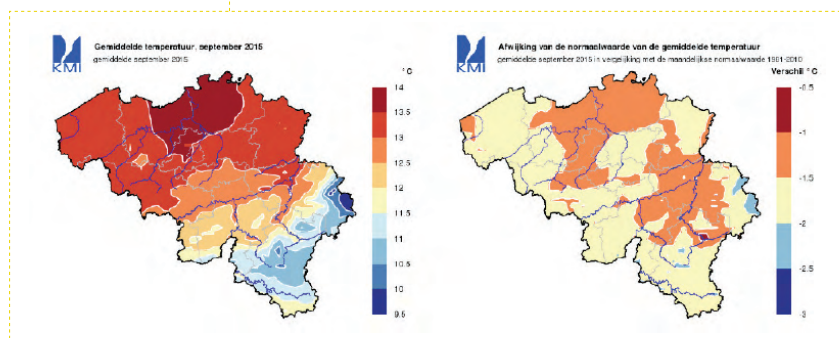 KMI
Gemiddelde temperatuur, september 2015
gemiddelde september 2015
°C
14
13.5
13
12.5
12
11.5
11
10.5
10
9.5
KMI
Afwijking van de normaalwaarde van de gemiddelde temperatuur
gemiddelde september 2015 in vergelijking met de maandelijkse normaalwaarde 1981-2010
Verschil °C
-0.5
-1
-1.5
-2
-2.5
-3